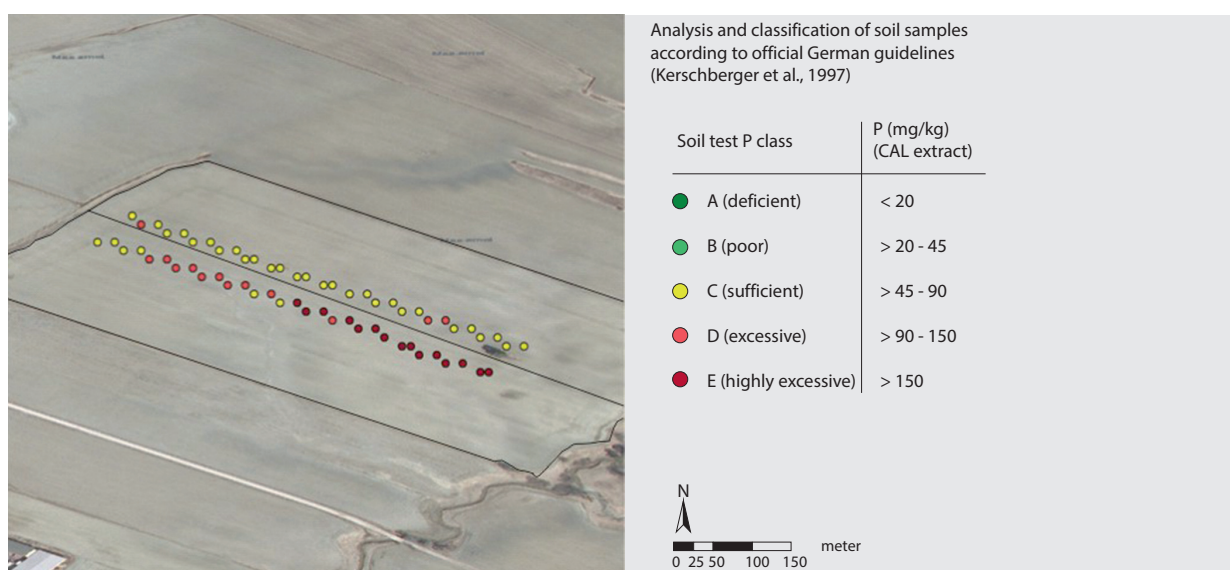 Analysis and classification of soil samples
according to official German guidelines
(Kerschberger et al., 1997)
Soil test P class
P (mg/kg)
(CAL extract)
A (deficient) < 20
B (poor) > 20 - 45
C (sufficient) > 45 - 90
D (excessive) > 90 - 150
E (highly excessive) > 150
N
meter
0 25 50 100 150